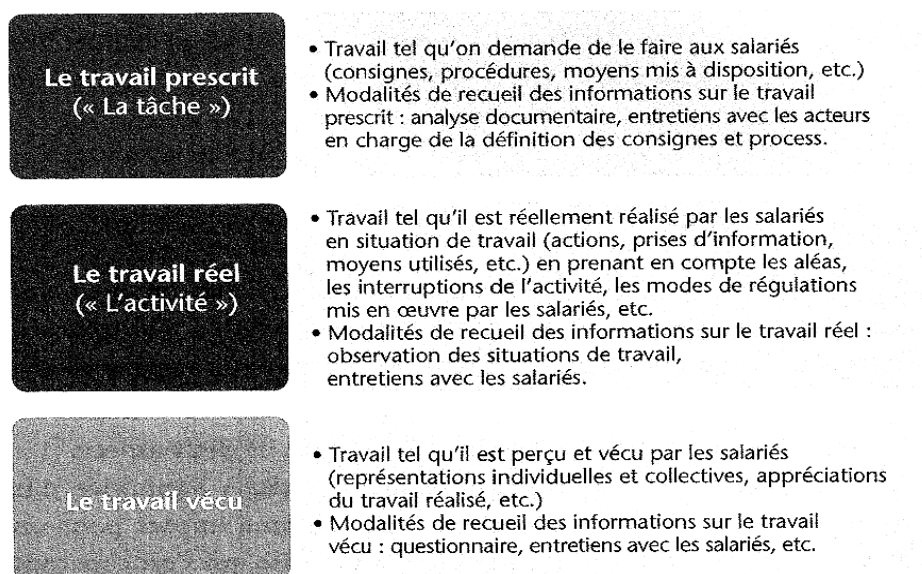 Le travail prescrit
(« La tâche »)
• Travail tel qu'on demande de le faire aux salariés
(consignes, procédures, moyens mis à disposition, etc.)
• Modalités de recueil des informations sur le travail
prescrit : analyse documentaire, entretiens avec les acteurs
en charge de la définition des consignes et process.
Le travail réel
(« L'activité »)
• Travail tel qu'il est réellement réalisé par les salariés
en situation de travail (actions, prises d'information,
moyens utilisés, etc.) en prenant en compte les aléas,
les interruptions de l'activité, les modes de régulations
mis en œuvre par les salariés, etc.
• Modalités de recueil des informations sur le travail réel :
observation des situations de travail,
entretiens avec les salariés.
Le travail vécu
• Travail tel qu'il est perçu et vécu par les salariés
(représentations individuelles et collectives, appréciations
du travail réalisé, etc.)
• Modalités de recueil des informations sur le travail
vécu : questionnaire, entretiens avec les salariés, etc.